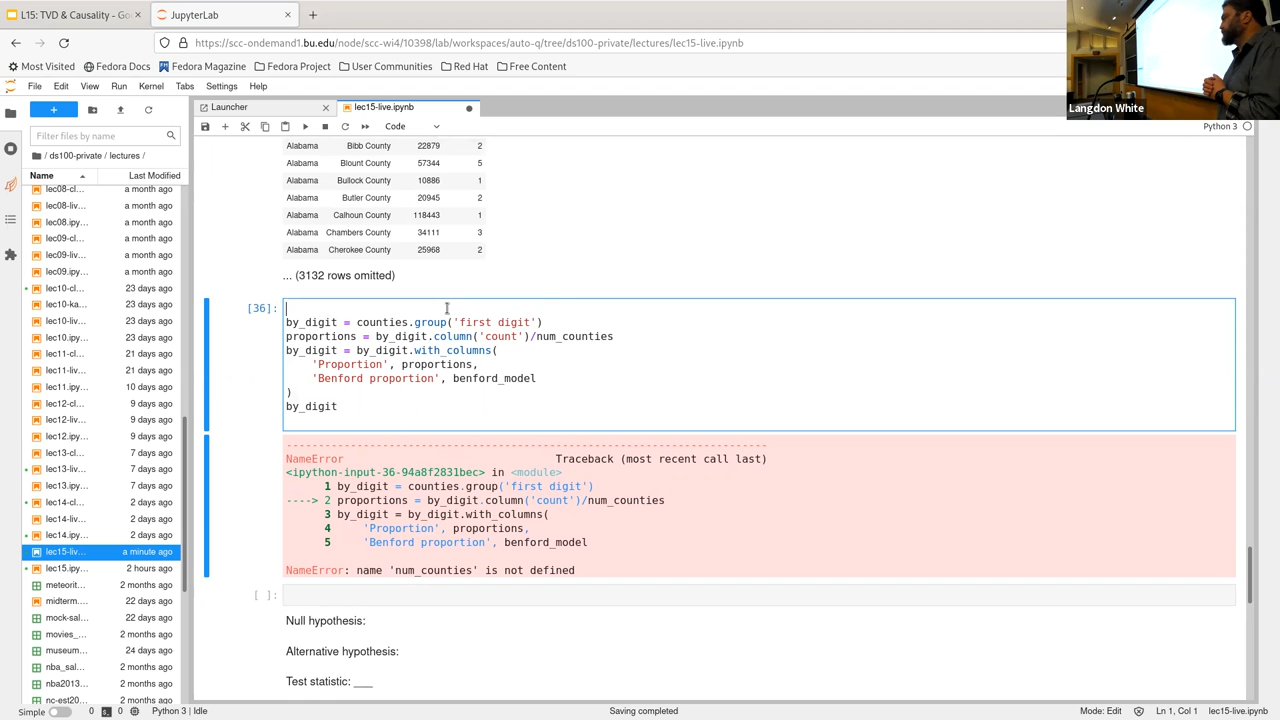 L15: TVD & Causality - Go
JupyterLab
https://scc-ondemand1.bu.edu/node/scc-wi4/10398/lab/workspaces/auto-q/tree/ds100-private/lectures/lec15-live.ipynb
Most Visited Fedora Docs Fedora Magazine Fedora Project User Communities Red Hat Free Content
Langdon White
File Edit View Run Kernel Tabs Settings Help
Launcher
lec15-live.ipynb
Code
Python 3
Filter files by name
/ ds100-private / lectures /
Name Last Modified
lec08-cl... a month ago
lec08-liv... a month ago
lec08.ipy... a month ago
lec09-cl... a month ago
lec09-liv... a month ago
lec09.ipy... a month ago
lec10-cl... 23 days ago
lec10-ka... 23 days ago
lec10-liv... 23 days ago
lec10.ipy... 23 days ago
lec11-cl... 21 days ago
lec11-liv... 21 days ago
lec11.ipy... 10 days ago
lec12-cl... 9 days ago
lec12-liv... 9 days ago
lec12.ipy... 9 days ago
lec13-cl... 7 days ago
lec13-liv... 7 days ago
lec13.ipy... 7 days ago
lec14-cl... 2 days ago
lec14-liv... 2 days ago
lec14.ipy... 2 days ago
lec15-liv... a minute ago
lec15.ipy... 2 hours ago
meteorit... 2 months ago
midterm.... 22 days ago
mock-sal... 22 days ago
movies_... 2 months ago
museum... 24 days ago
nba_sal... 2 months ago
nba2013... 2 months ago
nc-est20... 2 months ago
Alabama Bibb County 22879 2
Alabama Blount County 57344 5
Alabama Bullock County 10886 1
Alabama Butler County 20945 2
Alabama Calhoun County 118443 1
Alabama Chambers County 34111 3
Alabama Cherokee County 25968 2
... (3132 rows omitted)
[36]:
by_digit = counties.group('first digit')
proportions = by_digit.column('count')/num_counties
by_digit = by_digit.with_columns(
'Proportion', proportions,
'Benford proportion', benford_model
)
by_digit
---------------------------------------------------------------------------
NameError Traceback (most recent call last)
<ipython-input-36-94a8f2831bec> in <module>
1 by_digit = counties.group('first digit')
----> 2 proportions = by_digit.column('count')/num_counties
3 by_digit = by_digit.with_columns(
4 'Proportion', proportions,
5 'Benford proportion', benford_model
NameError: name 'num_counties' is not defined
[ ]:
Null hypothesis:
Alternative hypothesis:
Test statistic: ___
Simple 0 0 Python 3 | Idle Saving completed Mode: Edit Ln 1, Col 1 lec15-live.ipynb